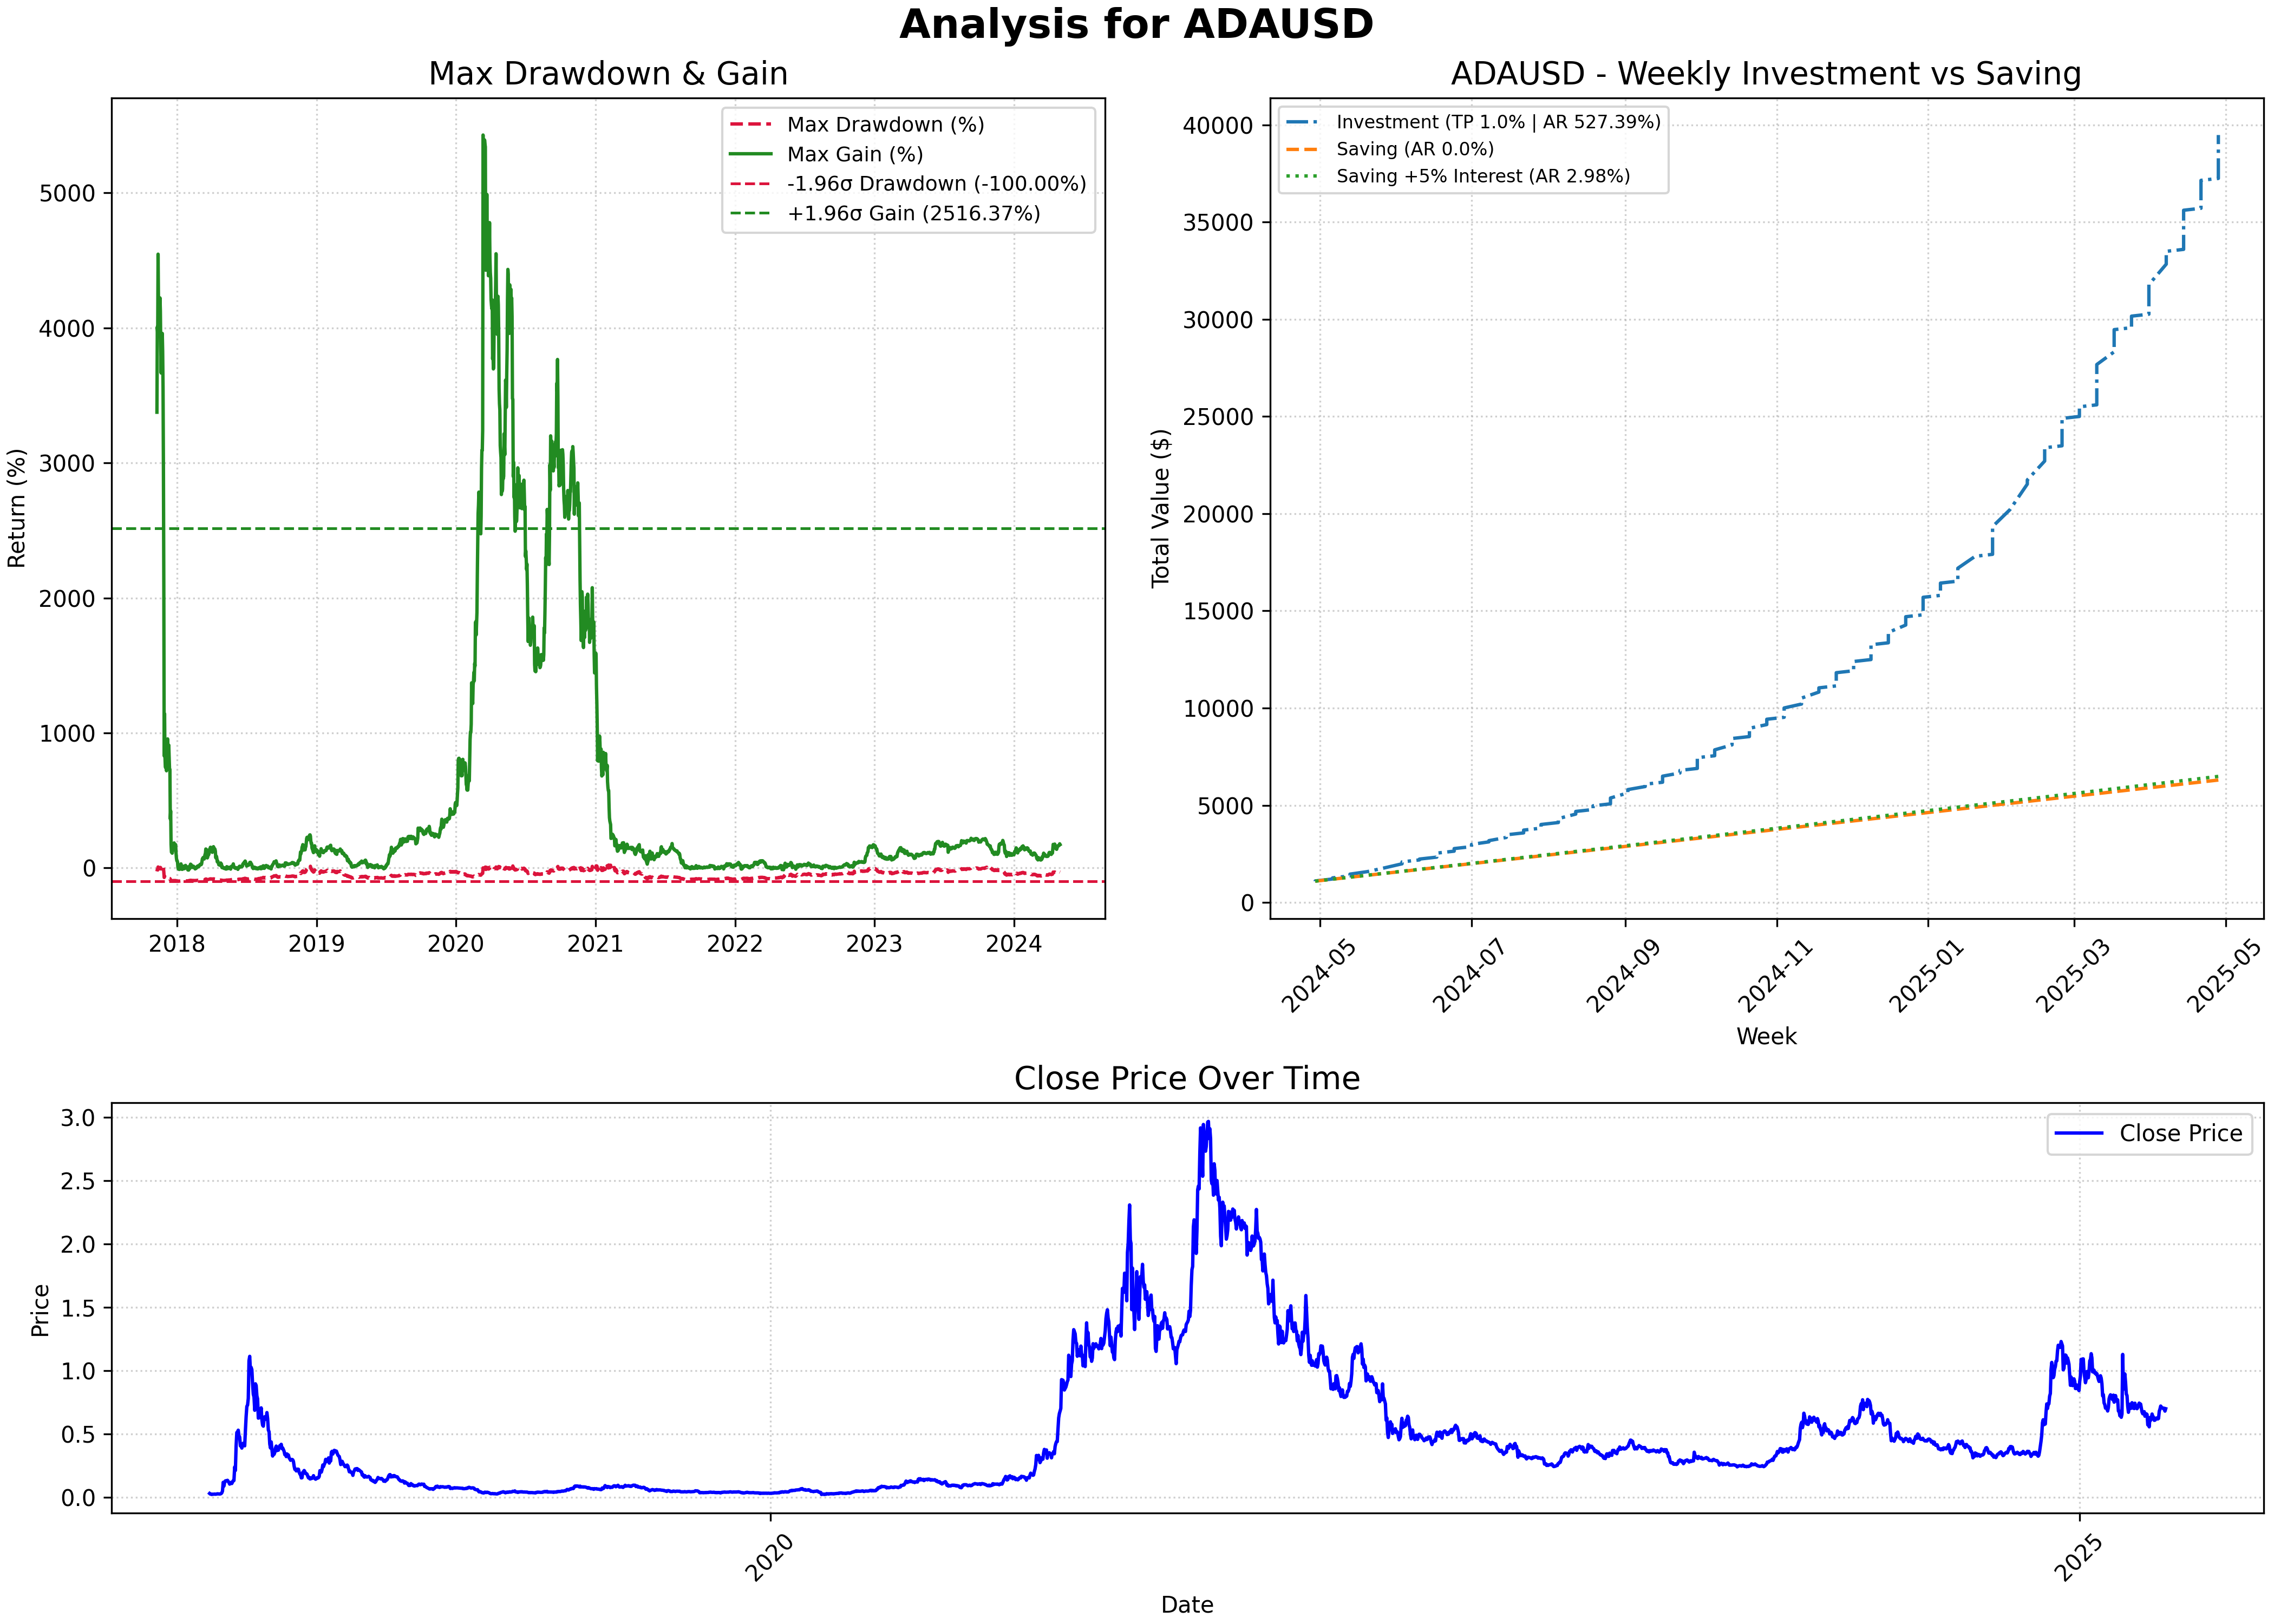 Analysis for ADAUSD
Max Drawdown & Gain
Return (%)
5000
4000
3000
2000
1000
0
2018 2019 2020 2021 2022 2023 2024
Max Drawdown (%)
Max Gain (%)
-1.96σ Drawdown (-100.00%)
+1.96σ Gain (2516.37%)
ADAUSD - Weekly Investment vs Saving
Total Value ($)
40000
35000
30000
25000
20000
15000
10000
5000
0
Investment (TP 1.0% | AR 527.39%)
Saving (AR 0.0%)
Saving +5% Interest (AR 2.98%)
2024-05 2024-07 2024-09 2024-11 2025-01 2025-03 2025-05
Week
Close Price Over Time
Price
3.0
2.5
2.0
1.5
1.0
0.5
0.0
Close Price
2020 2025
Date